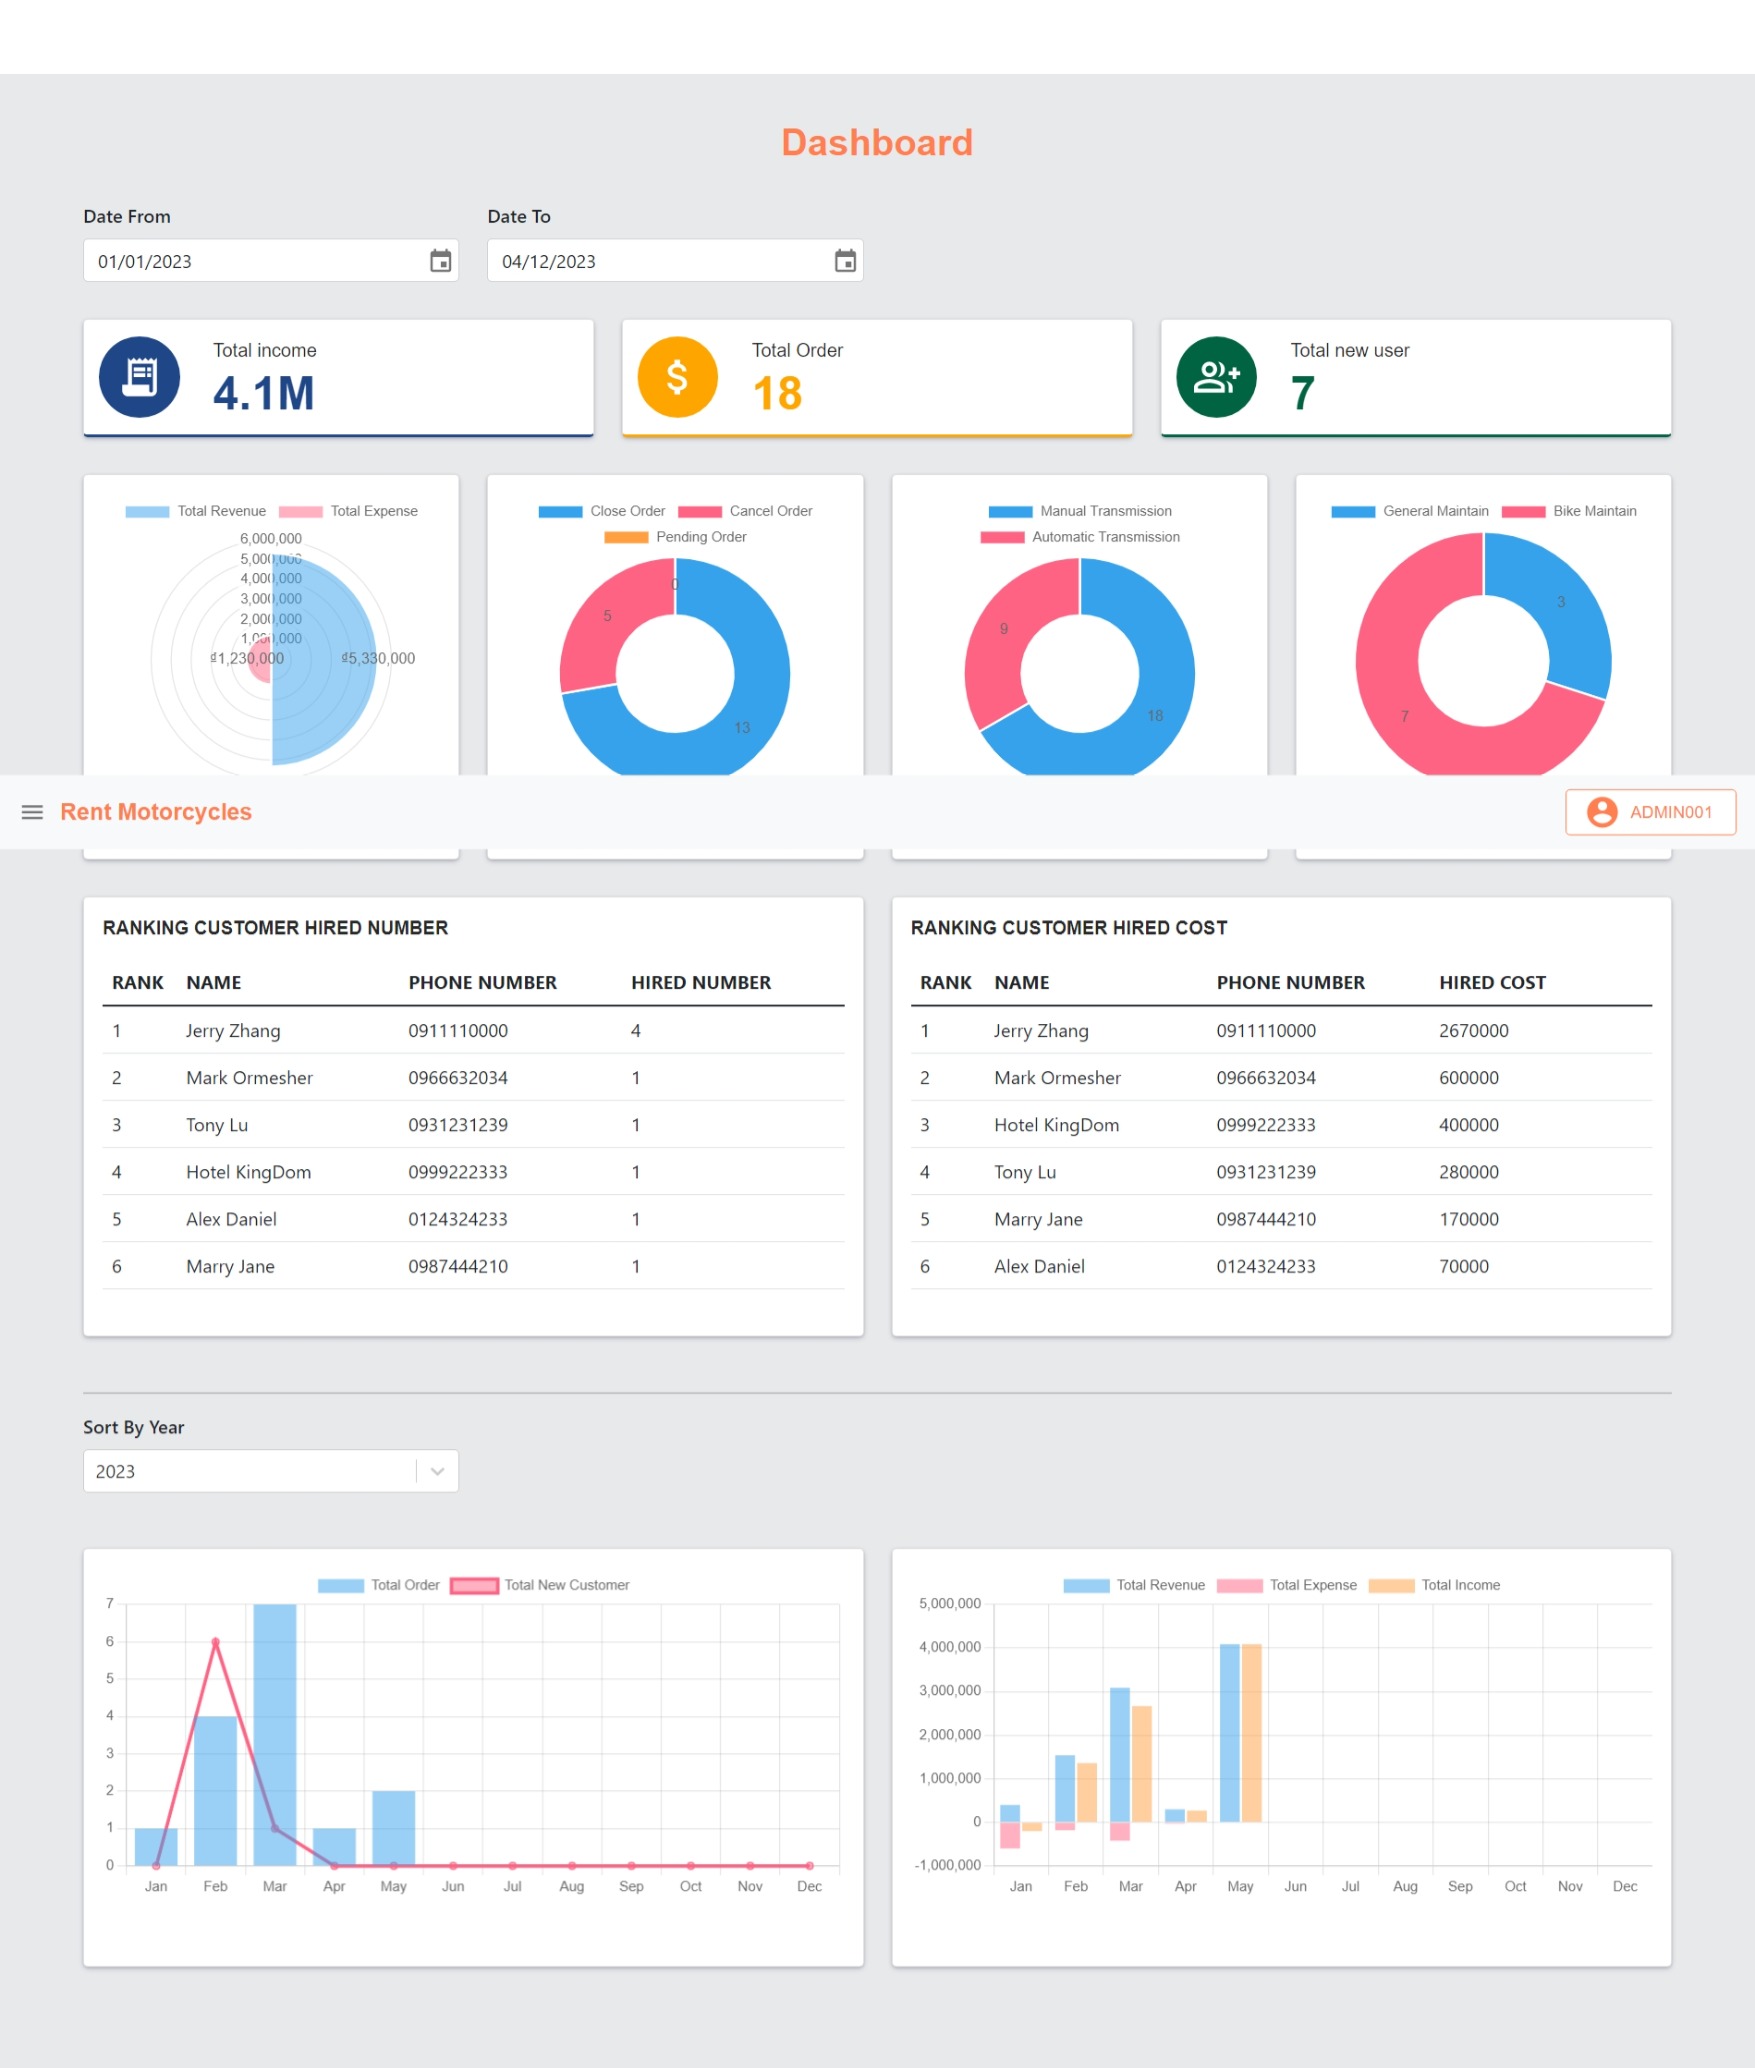 Dashboard
Date From Date To
01/01/2023 04/12/2023
Total income Total Order Total new user
4.1M 18 7
Total Revenue Total Expense
6,000,000
5,000,000
4,000,000
3,000,000
2,000,000
1,000,000
₫1,230,000 ₫5,330,000
Close Order Cancel Order
Pending Order
0
5
13
Manual Transmission
Automatic Transmission
9
18
General Maintain Bike Maintain
3
7
Rent Motorcycles ADMIN001
RANKING CUSTOMER HIRED NUMBER
RANK NAME PHONE NUMBER HIRED NUMBER
1 Jerry Zhang 0911110000 4
2 Mark Ormesher 0966632034 1
3 Tony Lu 0931231239 1
4 Hotel KingDom 0999222333 1
5 Alex Daniel 0124324233 1
6 Marry Jane 0987444210 1
RANKING CUSTOMER HIRED COST
RANK NAME PHONE NUMBER HIRED COST
1 Jerry Zhang 0911110000 2670000
2 Mark Ormesher 0966632034 600000
3 Hotel KingDom 0999222333 400000
4 Tony Lu 0931231239 280000
5 Marry Jane 0987444210 170000
6 Alex Daniel 0124324233 70000
Sort By Year
2023
Total Order Total New Customer
7
6
5
4
3
2
1
0
Jan Feb Mar Apr May Jun Jul Aug Sep Oct Nov Dec
Total Revenue Total Expense Total Income
5,000,000
4,000,000
3,000,000
2,000,000
1,000,000
0
-1,000,000
Jan Feb Mar Apr May Jun Jul Aug Sep Oct Nov Dec